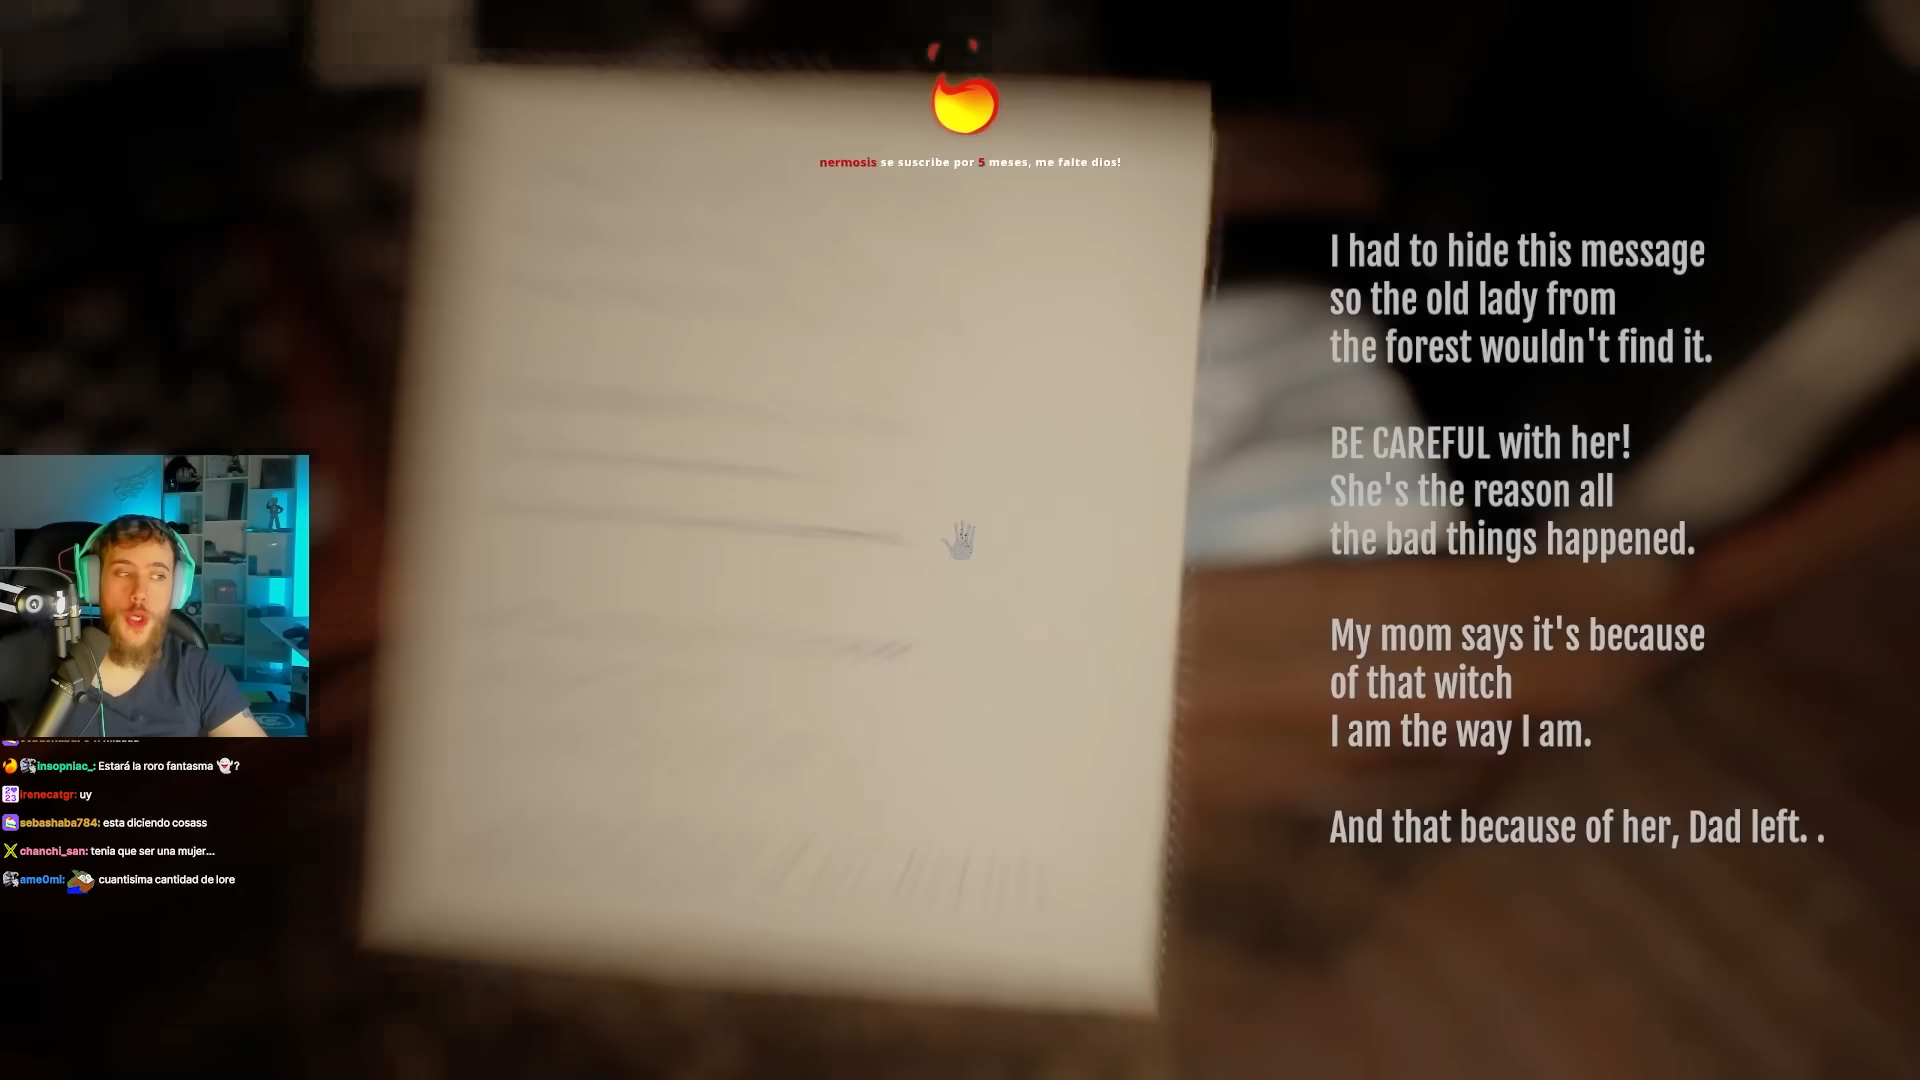 nermosis se suscribe por 5 meses, me falte dios!
I had to hide this message
so the old lady from
the forest wouldn't find it.
BE CAREFUL with her!
She's the reason all
the bad things happened.
My mom says it's because
of that witch
I am the way I am.
And that because of her, Dad left. .
insopniac_: Estará la roro fantasma 👻?
irenecatgr: uy
sebashaba784: esta diciendo cosass
chanchi_san: tenia que ser una mujer...
ame0mi: cuantisima cantidad de lore